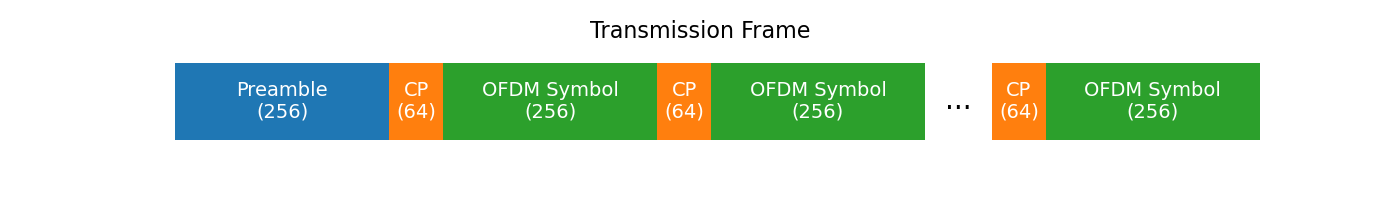 Transmission Frame
Preamble
(256)
CP
(64)
OFDM Symbol
(256)
CP
(64)
OFDM Symbol
(256)
...
CP
(64)
OFDM Symbol
(256)